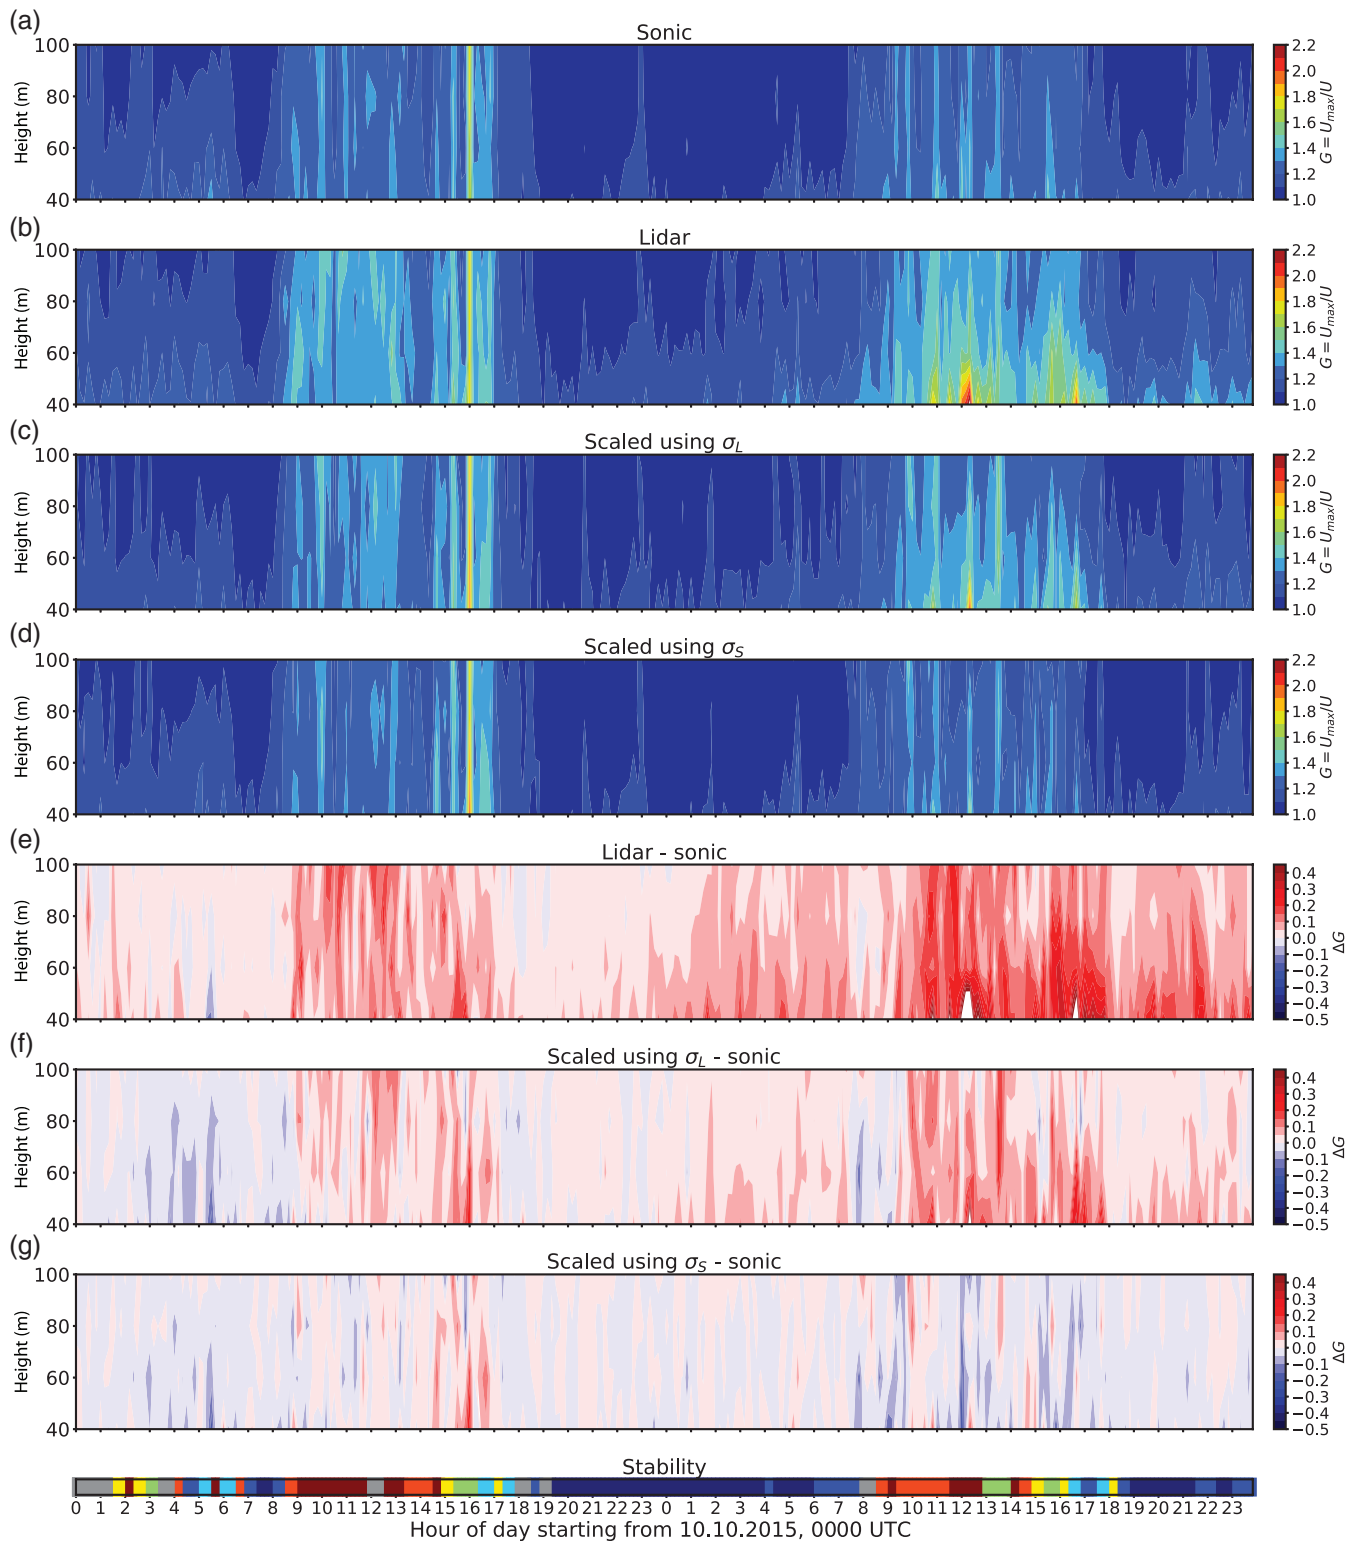 (a)
Sonic
100
80
60
40
Height (m)
2.2
2.0
1.8
1.6
1.4
1.2
1.0
G = U_max/U
(b)
Lidar
100
80
60
40
Height (m)
2.2
2.0
1.8
1.6
1.4
1.2
1.0
G = U_max/U
(c)
Scaled using σ_L
100
80
60
40
Height (m)
2.2
2.0
1.8
1.6
1.4
1.2
1.0
G = U_max/U
(d)
Scaled using σ_S
100
80
60
40
Height (m)
2.2
2.0
1.8
1.6
1.4
1.2
1.0
G = U_max/U
(e)
Lidar - sonic
100
80
60
40
Height (m)
0.4
0.3
0.2
0.1
0.0
−0.1
−0.2
−0.3
−0.4
−0.5
ΔG
(f)
Scaled using σ_L - sonic
100
80
60
40
Height (m)
0.4
0.3
0.2
0.1
0.0
−0.1
−0.2
−0.3
−0.4
−0.5
ΔG
(g)
Scaled using σ_S - sonic
100
80
60
40
Height (m)
0.4
0.3
0.2
0.1
0.0
−0.1
−0.2
−0.3
−0.4
−0.5
ΔG
Stability
0 1 2 3 4 5 6 7 8 9 10 11 12 13 14 15 16 17 18 19 20 21 22 23 0 1 2 3 4 5 6 7 8 9 10 11 12 13 14 15 16 17 18 19 20 21 22 23
Hour of day starting from 10.10.2015, 0000 UTC